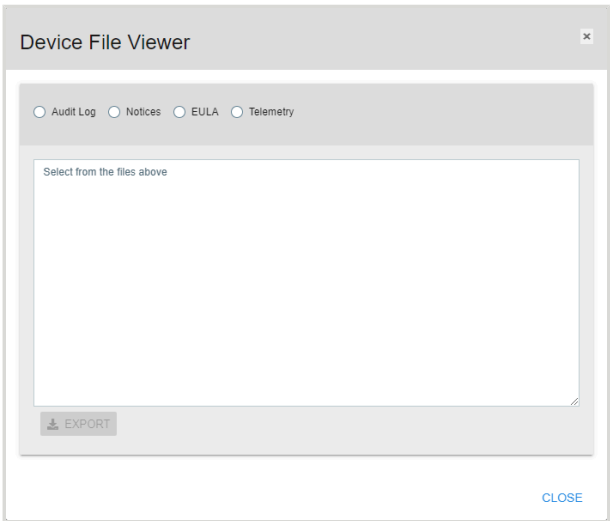 Device File Viewer
Audit Log Notices EULA Telemetry
Select from the files above
EXPORT
CLOSE